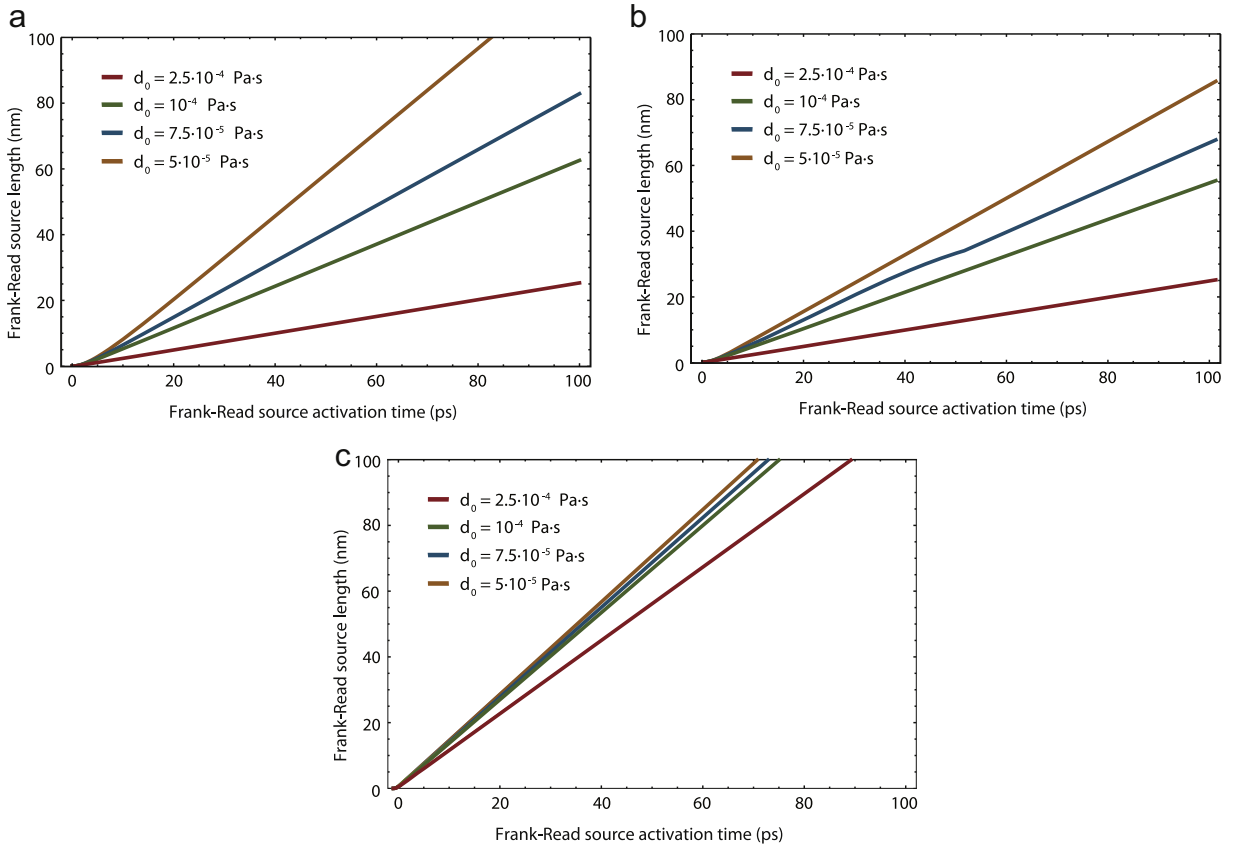 a
Frank-Read source length (nm)
100
80
60
40
20
0
d₀ = 2.5·10⁻⁴ Pa·s
d₀ = 10⁻⁴ Pa·s
d₀ = 7.5·10⁻⁵ Pa·s
d₀ = 5·10⁻⁵ Pa·s
0 20 40 60 80 100
Frank-Read source activation time (ps)
b
Frank-Read source length (nm)
100
80
60
40
20
0
d₀ = 2.5·10⁻⁴ Pa·s
d₀ = 10⁻⁴ Pa·s
d₀ = 7.5·10⁻⁵ Pa·s
d₀ = 5·10⁻⁵ Pa·s
0 20 40 60 80 100
Frank-Read source activation time (ps)
c
Frank-Read source length (nm)
100
80
60
40
20
0
d₀ = 2.5·10⁻⁴ Pa·s
d₀ = 10⁻⁴ Pa·s
d₀ = 7.5·10⁻⁵ Pa·s
d₀ = 5·10⁻⁵ Pa·s
0 20 40 60 80 100
Frank-Read source activation time (ps)